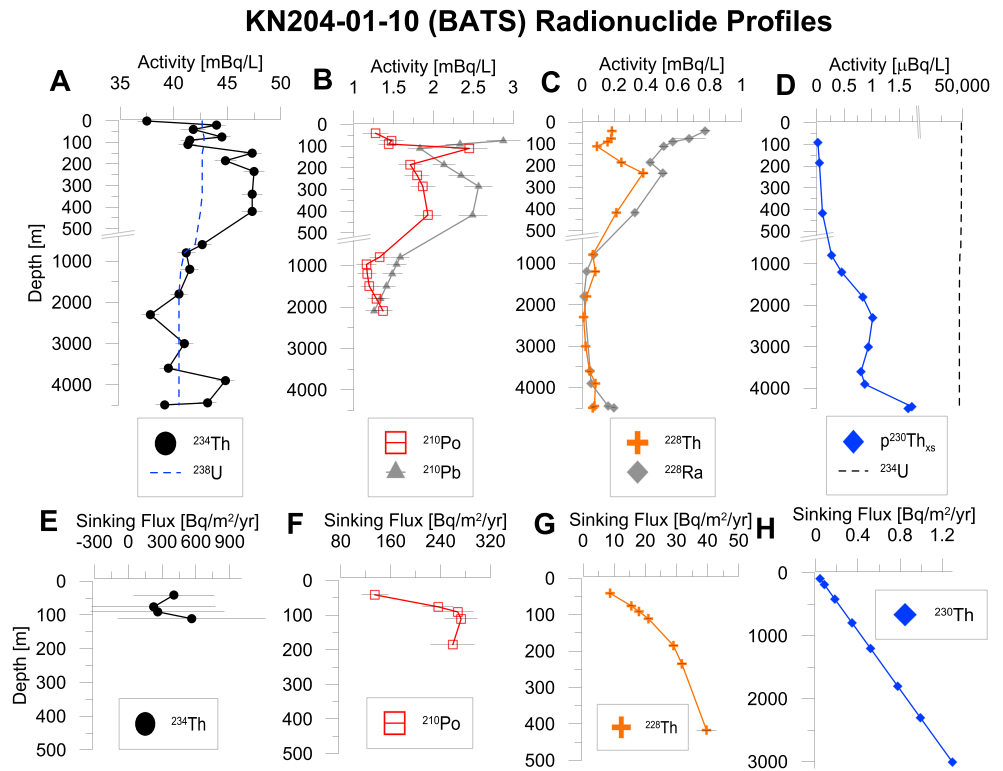 KN204-01-10 (BATS) Radionuclide Profiles
A
Activity [mBq/L]
35 40 45 50
0
100
200
300
400
500
1000
2000
3000
4000
Depth [m]
²³⁴Th
²³⁸U
B
Activity [mBq/L]
1 1.5 2 2.5 3
0
100
200
300
400
500
1000
2000
3000
4000
²¹⁰Po
²¹⁰Pb
C
Activity [mBq/L]
0 0.2 0.4 0.6 0.8 1
0
100
200
300
400
500
1000
2000
3000
4000
²²⁸Th
²²⁸Ra
D
Activity [μBq/L]
0 0.5 1 1.5 50,000
0
100
200
300
400
500
1000
2000
3000
4000
p²³⁰Thxs
²³⁴U
E
Sinking Flux [Bq/m²/yr]
-300 0 300 600 900
0
100
200
300
400
500
Depth [m]
²³⁴Th
F
Sinking Flux [Bq/m²/yr]
80 160 240 320
0
100
200
300
400
500
²¹⁰Po
G
Sinking Flux [Bq/m²/yr]
0 10 20 30 40 50
0
100
200
300
400
500
²²⁸Th
H
Sinking Flux [Bq/m²/yr]
0 0.4 0.8 1.2
0
1000
2000
3000
²³⁰Th